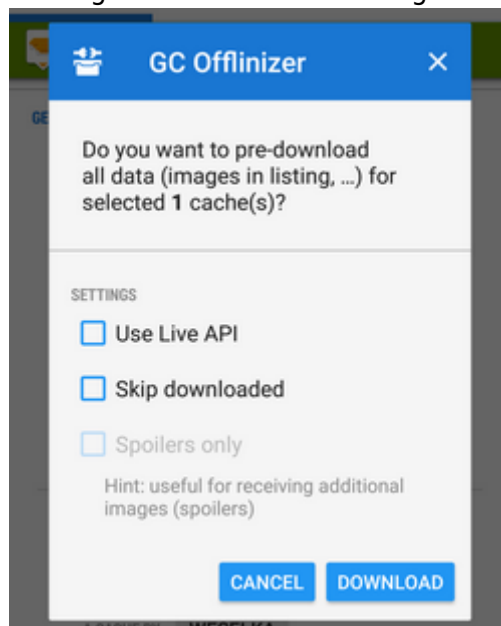 GC Offlinizer
GE
Do you want to pre-download
all data (images in listing, ...) for
selected 1 cache(s)?
SETTINGS
Use Live API
Skip downloaded
Spoilers only
Hint: useful for receiving additional
images (spoilers)
CANCEL DOWNLOAD